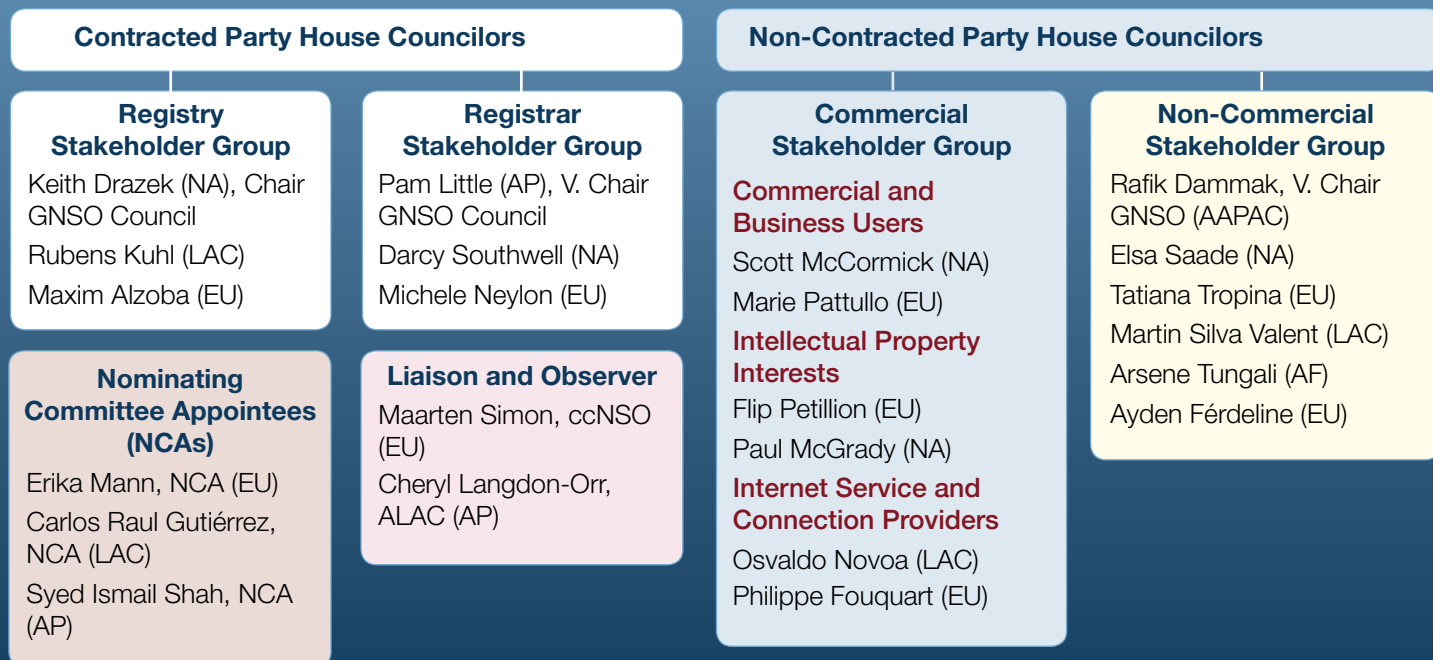 Contracted Party House Councilors
Registry
Stakeholder Group
Keith Drazek (NA), Chair
GNSO Council
Rubens Kuhl (LAC)
Maxim Alzoba (EU)
Registrar
Stakeholder Group
Pam Little (AP), V. Chair
GNSO Council
Darcy Southwell (NA)
Michele Neylon (EU)
Nominating
Committee Appointees
(NCAs)
Erika Mann, NCA (EU)
Carlos Raul Gutiérrez,
NCA (LAC)
Syed Ismail Shah, NCA
(AP)
Liaison and Observer
Maarten Simon, ccNSO
(EU)
Cheryl Langdon-Orr,
ALAC (AP)
Non-Contracted Party House Councilors
Commercial
Stakeholder Group
Commercial and
Business Users
Scott McCormick (NA)
Marie Pattullo (EU)
Intellectual Property
Interests
Flip Petillion (EU)
Paul McGrady (NA)
Internet Service and
Connection Providers
Osvaldo Novoa (LAC)
Philippe Fouquart (EU)
Non-Commercial
Stakeholder Group
Rafik Dammak, V. Chair
GNSO (AAPAC)
Elsa Saade (NA)
Tatiana Tropina (EU)
Martin Silva Valent (LAC)
Arsene Tungali (AF)
Ayden Férdeline (EU)